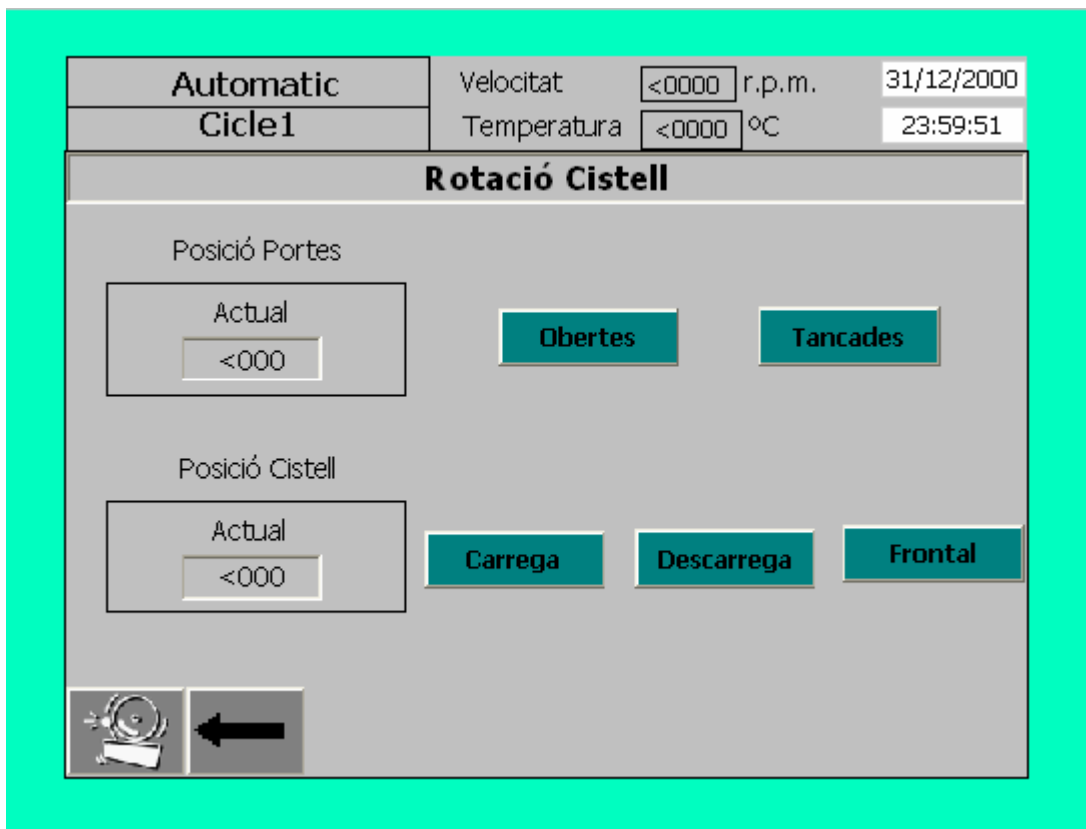 Automatic
Velocitat <0000 r.p.m. 31/12/2000
Cicle1
Temperatura <0000 ºC 23:59:51
Rotació Cistell
Posició Portes
Actual
<000
Obertes Tancades
Posició Cistell
Actual
<000
Carrega Descarrega Frontal